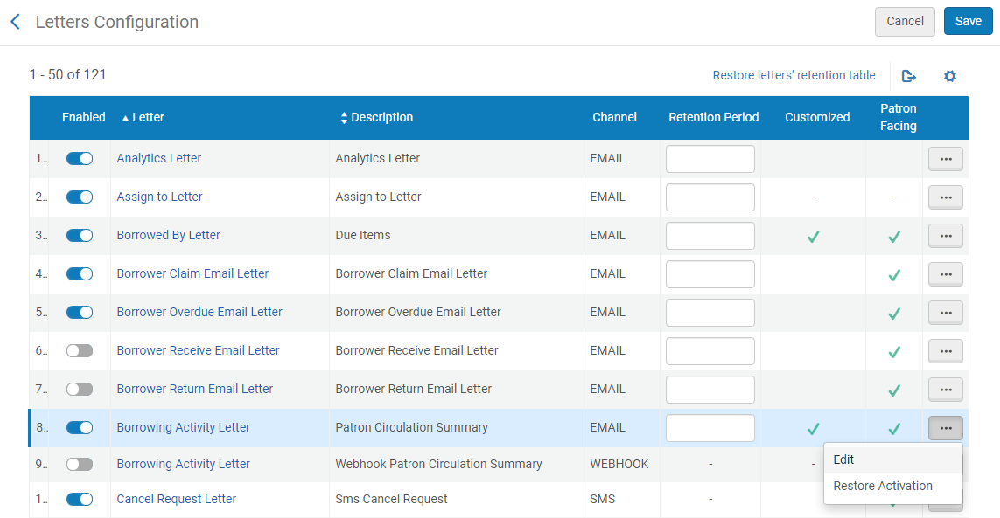 Letters Configuration Cancel Save
1 - 50 of 121 Restore letters' retention table
Enabled Letter Description Channel Retention Period Customized Patron Facing
1.. Analytics Letter Analytics Letter EMAIL ...
2.. Assign to Letter Assign to Letter EMAIL - - ...
3.. Borrowed By Letter Due Items EMAIL ...
4.. Borrower Claim Email Letter Borrower Claim Email Letter EMAIL ...
5.. Borrower Overdue Email Letter Borrower Overdue Email Letter EMAIL ...
6.. Borrower Receive Email Letter Borrower Receive Email Letter EMAIL ...
7.. Borrower Return Email Letter Borrower Return Email Letter EMAIL ...
8.. Borrowing Activity Letter Patron Circulation Summary EMAIL ...
9.. Borrowing Activity Letter Webhook Patron Circulation Summary WEBHOOK - -
Edit
Restore Activation
1.. Cancel Request Letter Sms Cancel Request SMS -